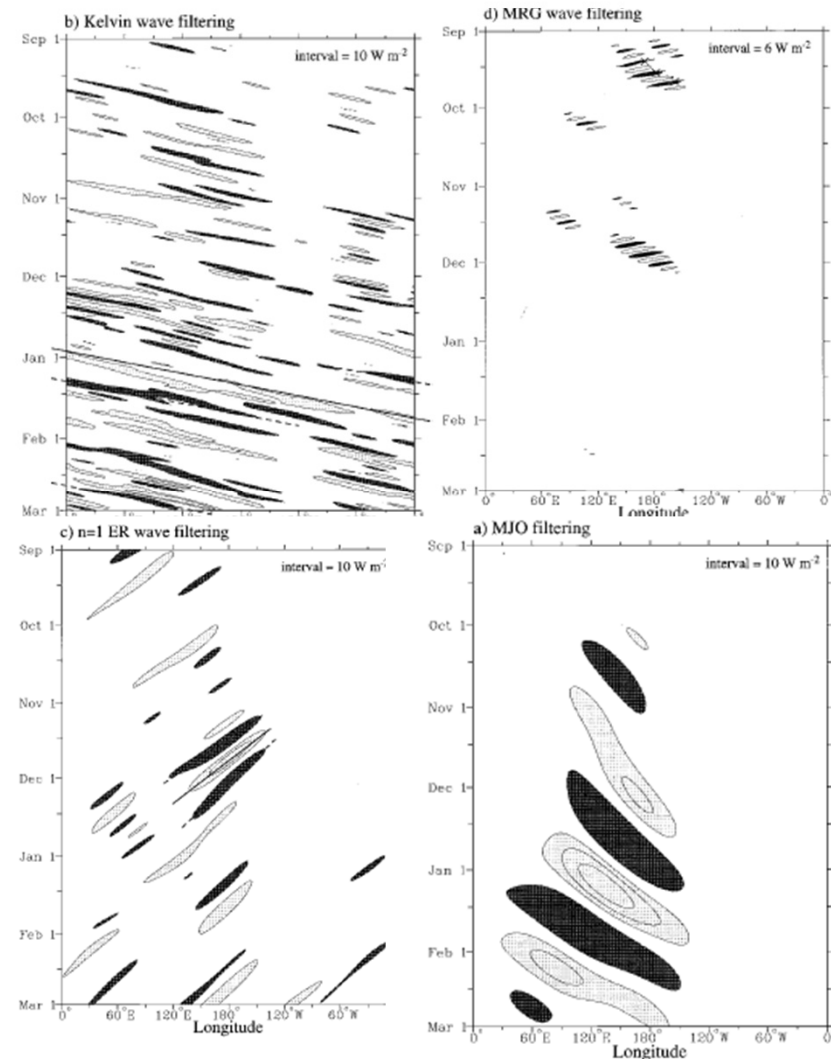 b) Kelvin wave filtering
interval = 10 W m-2
Sep 1
Oct 1
Nov 1
Dec 1
Jan 1
Feb 1
Mar 1
d) MRG wave filtering
interval = 6 W m-2
Sep 1
Oct 1
Nov 1
Dec 1
Jan 1
Feb 1
Mar 1
0° 60°E 120°E 180° 120°W 60°W 0°
Longitude
c) n=1 ER wave filtering
interval = 10 W m-2
Sep 1
Oct 1
Nov 1
Dec 1
Jan 1
Feb 1
Mar 1
0° 60°E 120°E 180° 120°W 60°W
Longitude
a) MJO filtering
interval = 10 W m-2
Sep 1
Oct 1
Nov 1
Dec 1
Jan 1
Feb 1
Mar 1
0° 60°E 120°E 180° 120°W 60°W 0
Longitude